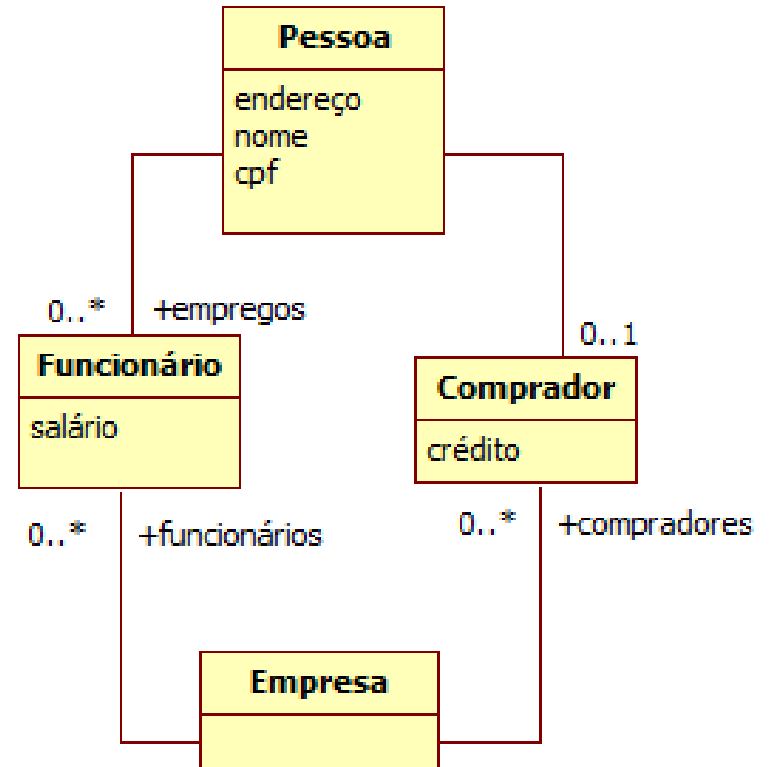 Pessoa
endereço
nome
cpf
0..* +empregos
0..1
Funcionário
salário
Comprador
crédito
0..* +funcionários
0..* +compradores
Empresa